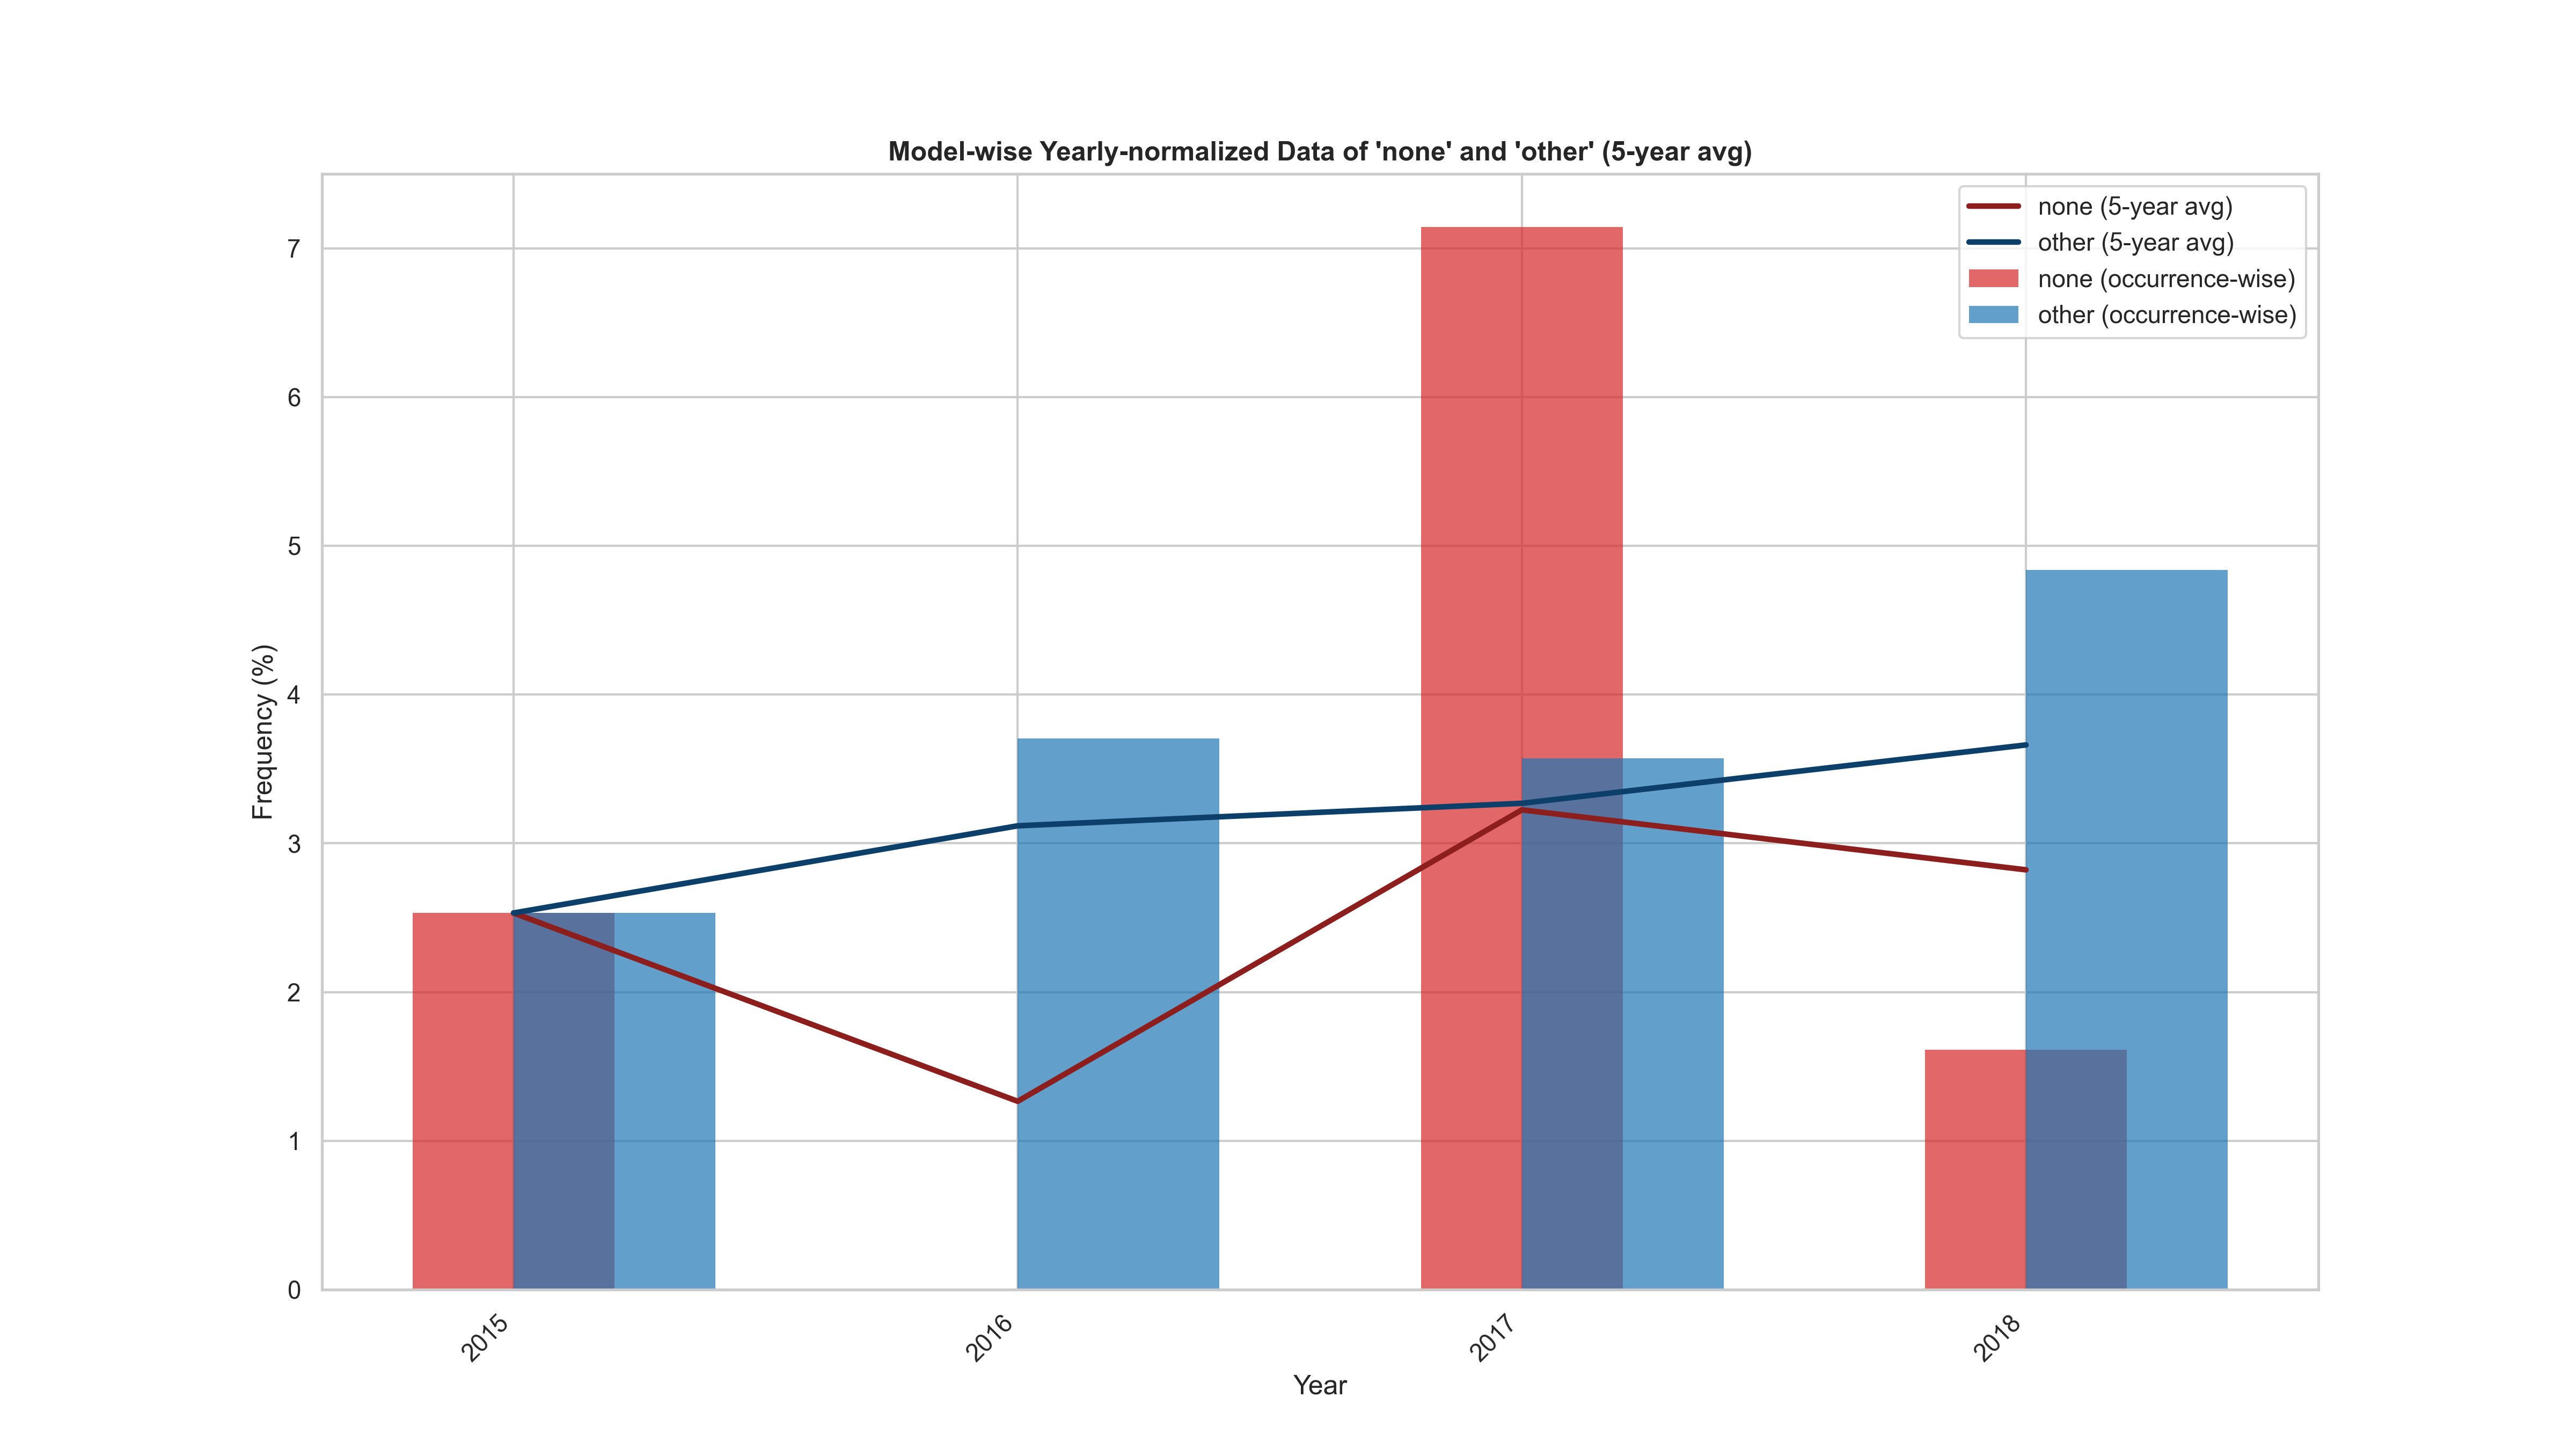 Model-wise Yearly-normalized Data of 'none' and 'other' (5-year avg)
none (5-year avg)
other (5-year avg)
none (occurrence-wise)
other (occurrence-wise)
7
6
5
4
3
2
1
0
Frequency (%)
2015
2016
2017
2018
Year